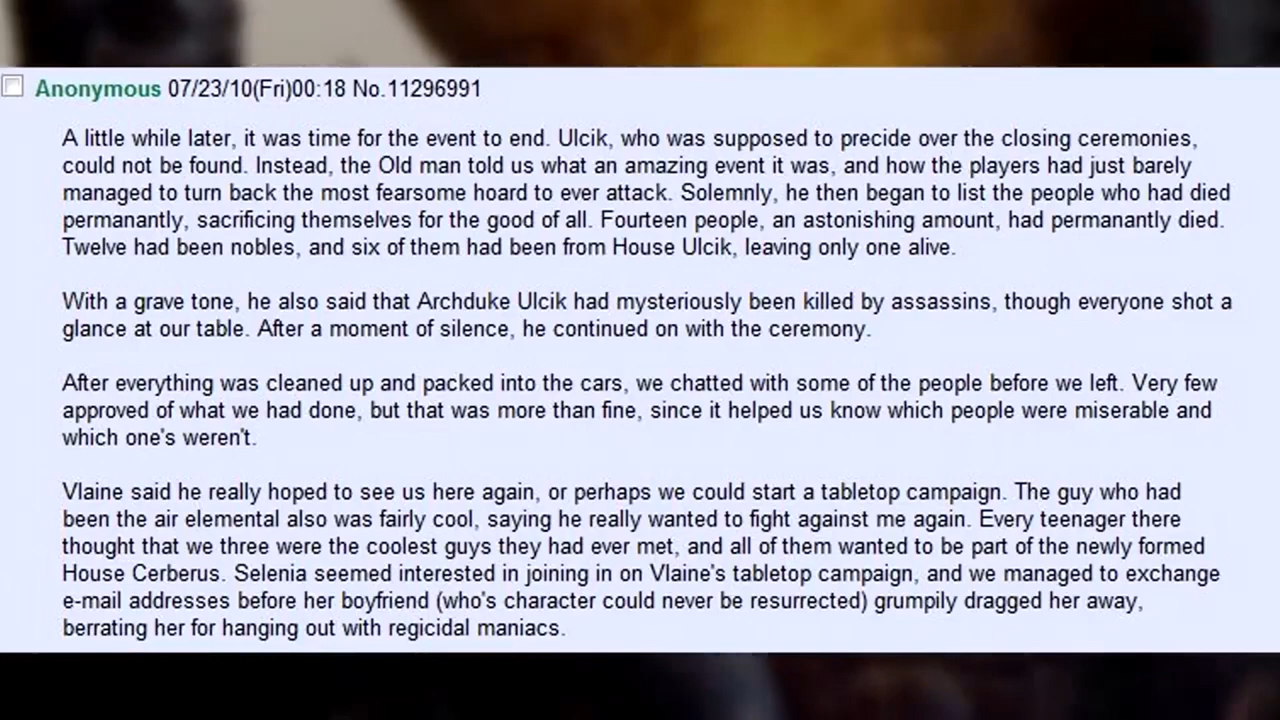 Anonymous 07/23/10(Fri)00:18 No.11296991
A little while later, it was time for the event to end. Ulcik, who was supposed to precide over the closing ceremonies,
could not be found. Instead, the Old man told us what an amazing event it was, and how the players had just barely
managed to turn back the most fearsome hoard to ever attack. Solemnly, he then began to list the people who had died
permanantly, sacrificing themselves for the good of all. Fourteen people, an astonishing amount, had permanantly died.
Twelve had been nobles, and six of them had been from House Ulcik, leaving only one alive.
With a grave tone, he also said that Archduke Ulcik had mysteriously been killed by assassins, though everyone shot a
glance at our table. After a moment of silence, he continued on with the ceremony.
After everything was cleaned up and packed into the cars, we chatted with some of the people before we left. Very few
approved of what we had done, but that was more than fine, since it helped us know which people were miserable and
which one's weren't.
Vlaine said he really hoped to see us here again, or perhaps we could start a tabletop campaign. The guy who had
been the air elemental also was fairly cool, saying he really wanted to fight against me again. Every teenager there
thought that we three were the coolest guys they had ever met, and all of them wanted to be part of the newly formed
House Cerberus. Selenia seemed interested in joining in on Vlaine's tabletop campaign, and we managed to exchange
e-mail addresses before her boyfriend (who's character could never be resurrected) grumpily dragged her away,
berrating her for hanging out with regicidal maniacs.